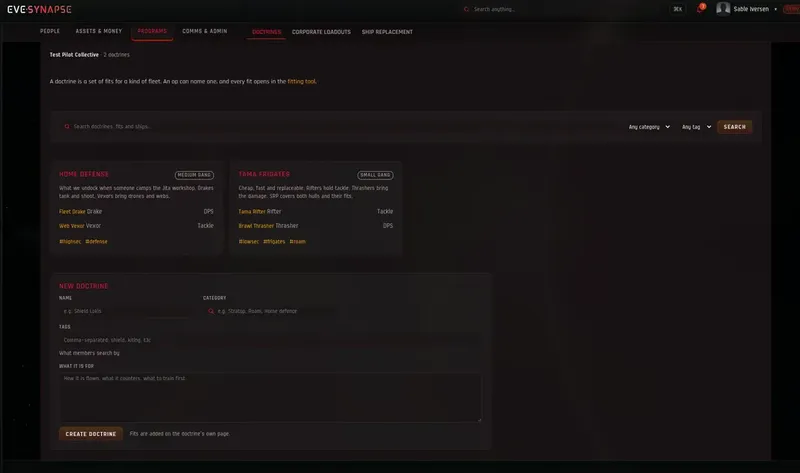 EVE·SYNAPSE
Search anything...
⌘K
Sable Iversen
PEOPLE
ASSETS & MONEY
PROGRAMS
COMMS & ADMIN
DOCTRINES
CORPORATE LOADOUTS
SHIP REPLACEMENT
Test Pilot Collective · 2 doctrines
A doctrine is a set of fits for a kind of fleet. An op can name one, and every fit opens in the fitting tool.
Search doctrines, fits and ships...
Any category
Any tag
SEARCH
HOME DEFENSE
MEDIUM GANG
What we undock when someone camps the Jita workshop. Drakes
tank and shoot, Vexors bring drones and webs.
Fleet Drake Drake
DPS
Web Vexor Vexor
Tackle
#highsec #defense
TAMA FRIGATES
SMALL GANG
Cheap, fast and replaceable. Rifters hold tackle, Thrashers bring
the damage. SRP covers both hulls and their fits.
Tama Rifter Rifter
Tackle
Brawl Thrasher Thrasher
DPS
#lowsec #frigates #roam
NEW DOCTRINE
NAME
e.g. Shield Cane
CATEGORY
e.g. Stratop, Roam, Home defense
TAGS
Comma-separated: shield, kiting, t2c
What members search by.
WHAT IT IS FOR
How it is flown, what it counters, what to train first.
CREATE DOCTRINE
Fits are added on the doctrine's own page.